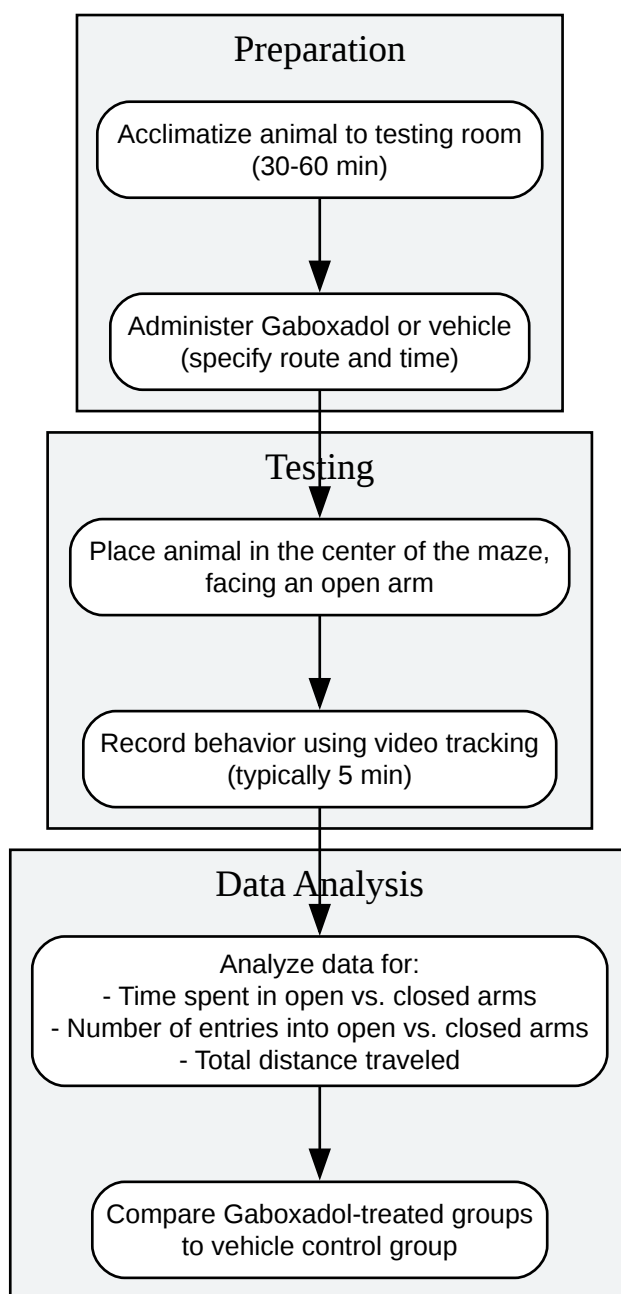 Preparation
Acclimatize animal to testing room
(30-60 min)
Administer Gaboxadol or vehicle
(specify route and time)
Testing
Place animal in the center of the maze,
facing an open arm
Record behavior using video tracking
(typically 5 min)
Data Analysis
Analyze data for:
- Time spent in open vs. closed arms
- Number of entries into open vs. closed arms
- Total distance traveled
Compare Gaboxadol-treated groups
to vehicle control group